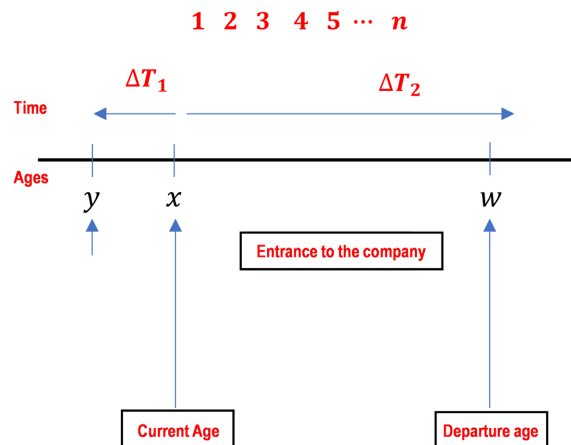 1 2 3 4 5 ⋯ n
ΔT₁ ΔT₂
Time
Ages
y x w
Entrance to the company
Current Age Departure age